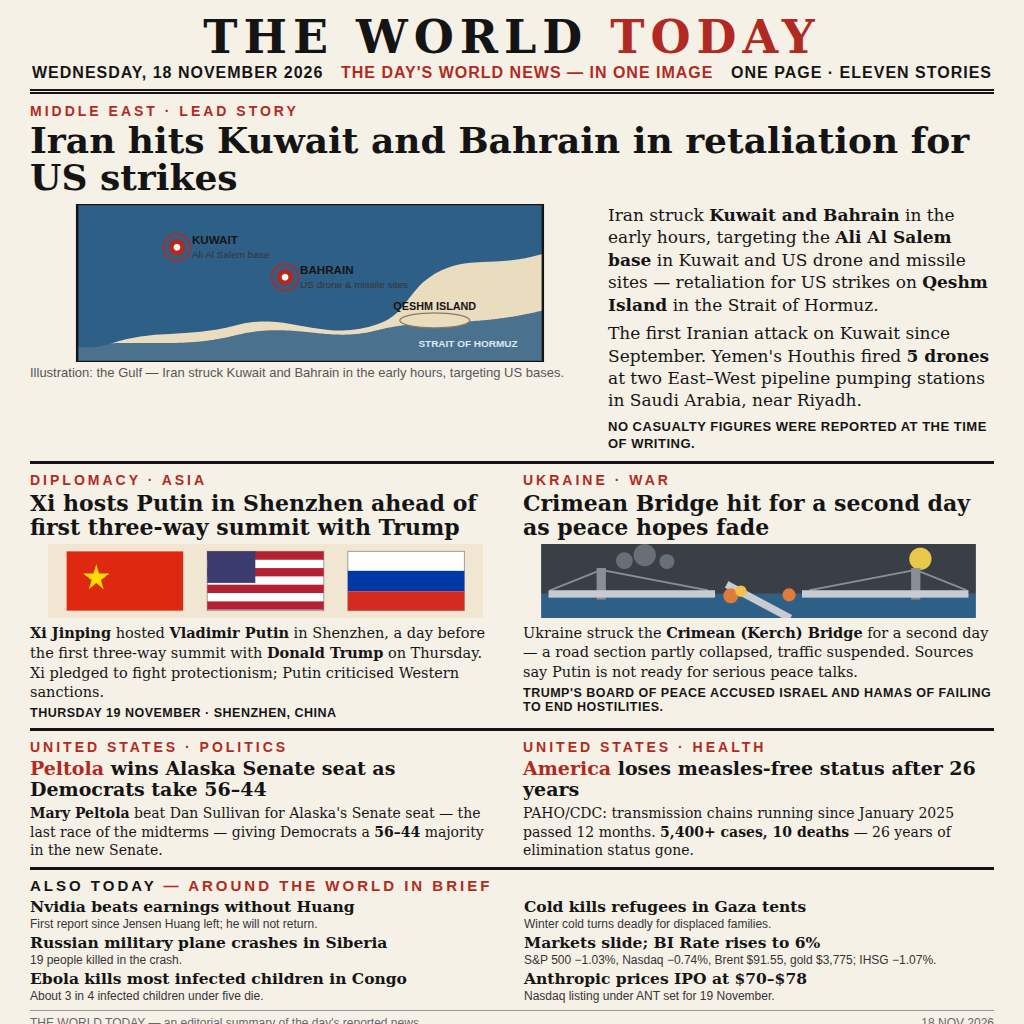 THE WORLD TODAY
WEDNESDAY, 18 NOVEMBER 2026 THE DAY'S WORLD NEWS — IN ONE IMAGE ONE PAGE · ELEVEN STORIES
MIDDLE EAST · LEAD STORY
Iran hits Kuwait and Bahrain in retaliation for
US strikes
KUWAIT
Ali Al Salem base
BAHRAIN
US drone & missile sites
QESHM ISLAND
STRAIT OF HORMUZ
Illustration: the Gulf — Iran struck Kuwait and Bahrain in the early hours, targeting US bases.
Iran struck Kuwait and Bahrain in the
early hours, targeting the Ali Al Salem
base in Kuwait and US drone and missile
sites — retaliation for US strikes on Qeshm
Island in the Strait of Hormuz.
The first Iranian attack on Kuwait since
September. Yemen's Houthis fired 5 drones
at two East–West pipeline pumping stations
in Saudi Arabia, near Riyadh.
NO CASUALTY FIGURES WERE REPORTED AT THE TIME
OF WRITING.
DIPLOMACY · ASIA
Xi hosts Putin in Shenzhen ahead of
first three-way summit with Trump
Xi Jinping hosted Vladimir Putin in Shenzhen, a day before
the first three-way summit with Donald Trump on Thursday.
Xi pledged to fight protectionism; Putin criticised Western
sanctions.
THURSDAY 19 NOVEMBER · SHENZHEN, CHINA
UKRAINE · WAR
Crimean Bridge hit for a second day
as peace hopes fade
Ukraine struck the Crimean (Kerch) Bridge for a second day
— a road section partly collapsed, traffic suspended. Sources
say Putin is not ready for serious peace talks.
TRUMP'S BOARD OF PEACE ACCUSED ISRAEL AND HAMAS OF FAILING
TO END HOSTILITIES.
UNITED STATES · POLITICS
Peltola wins Alaska Senate seat as
Democrats take 56–44
Mary Peltola beat Dan Sullivan for Alaska's Senate seat — the
last race of the midterms — giving Democrats a 56–44 majority
in the new Senate.
UNITED STATES · HEALTH
America loses measles-free status after 26
years
PAHO/CDC: transmission chains running since January 2025
passed 12 months. 5,400+ cases, 10 deaths — 26 years of
elimination status gone.
ALSO TODAY — AROUND THE WORLD IN BRIEF
Nvidia beats earnings without Huang
First report since Jensen Huang left; he will not return.
Russian military plane crashes in Siberia
19 people killed in the crash.
Ebola kills most infected children in Congo
About 3 in 4 infected children under five die.
Cold kills refugees in Gaza tents
Winter cold turns deadly for displaced families.
Markets slide; BI Rate rises to 6%
S&P 500 −1.03%, Nasdaq −0.74%, Brent $91.55, gold $3,775; IHSG −1.07%.
Anthropic prices IPO at $70–$78
Nasdaq listing under ANT set for 19 November.
THE WORLD TODAY — an editorial summary of the day's reported news 18 NOV 2026